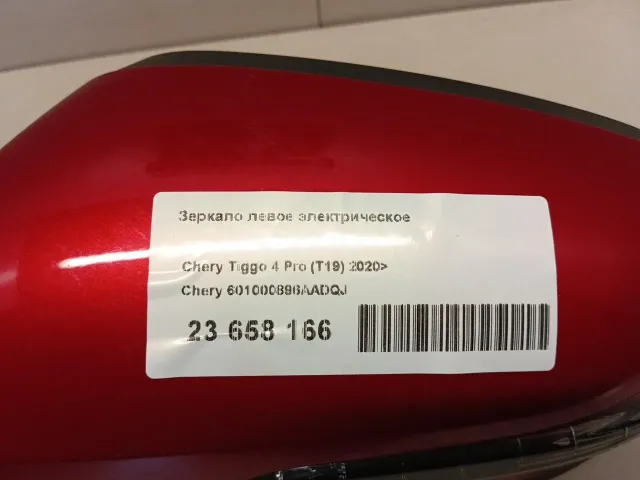 Зеркало левое электрическое
Chery Tiggo 4 Pro (T19) 2020>
Chery 601000896AADQJ
23 658 166